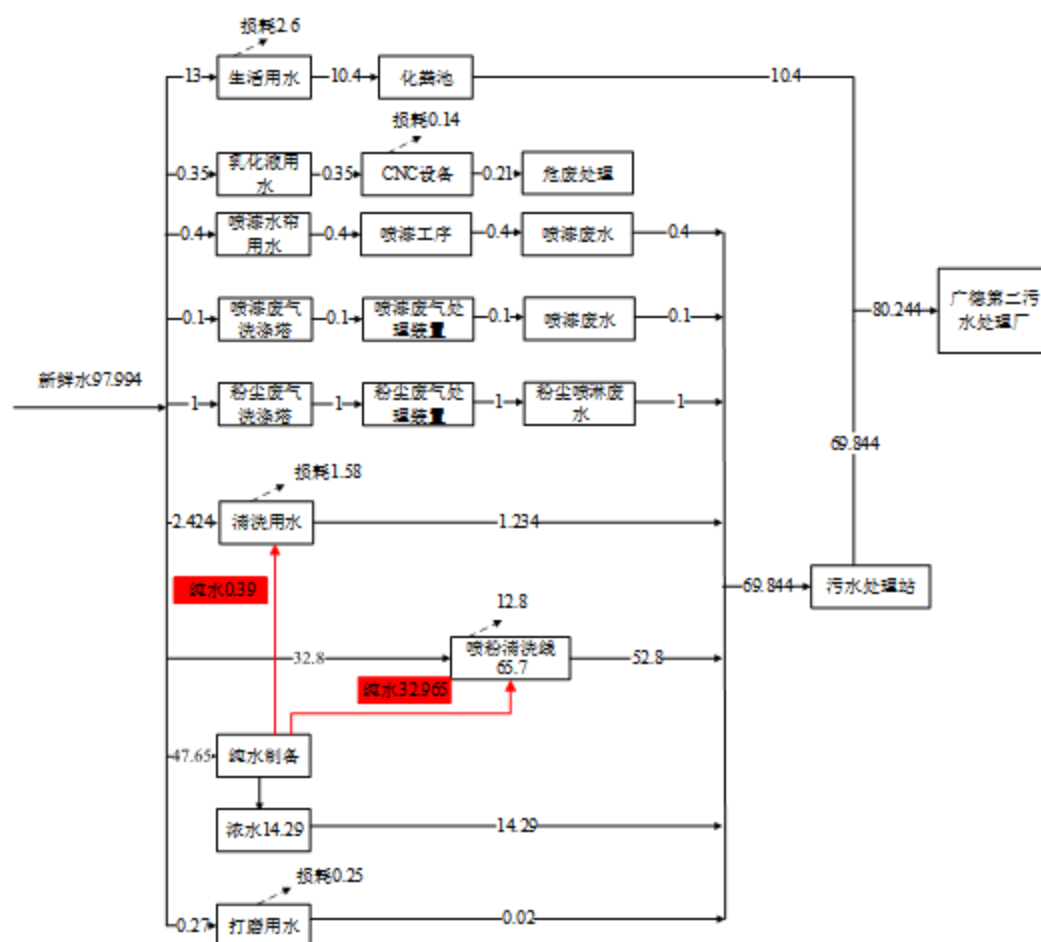 损耗2.6
13
生活用水
10.4
化粪池
10.4
损耗0.14
0.35
乳化液用
水
0.35
CNC设备
0.21
危废处理
0.4
喷漆水帘
用水
0.4
喷漆工序
0.4
喷漆废水
0.4
0.1
喷漆废气
洗涤塔
0.1
喷漆废气处
理装置
0.1
喷漆废水
0.1
80.244
广德第二污
水处理厂
新鲜水97.994
1
粉尘废气
洗涤塔
1
粉尘废气处
理装置
1
粉尘喷淋废
水
1
69.844
损耗1.58
2.424
清洗用水
1.234
纯水0.39
69.844
污水处理站
12.8
32.8
喷粉清洗线
65.7
52.8
纯水32.965
47.65
纯水制备
浓水14.29
14.29
损耗0.25
0.27
打磨用水
0.02